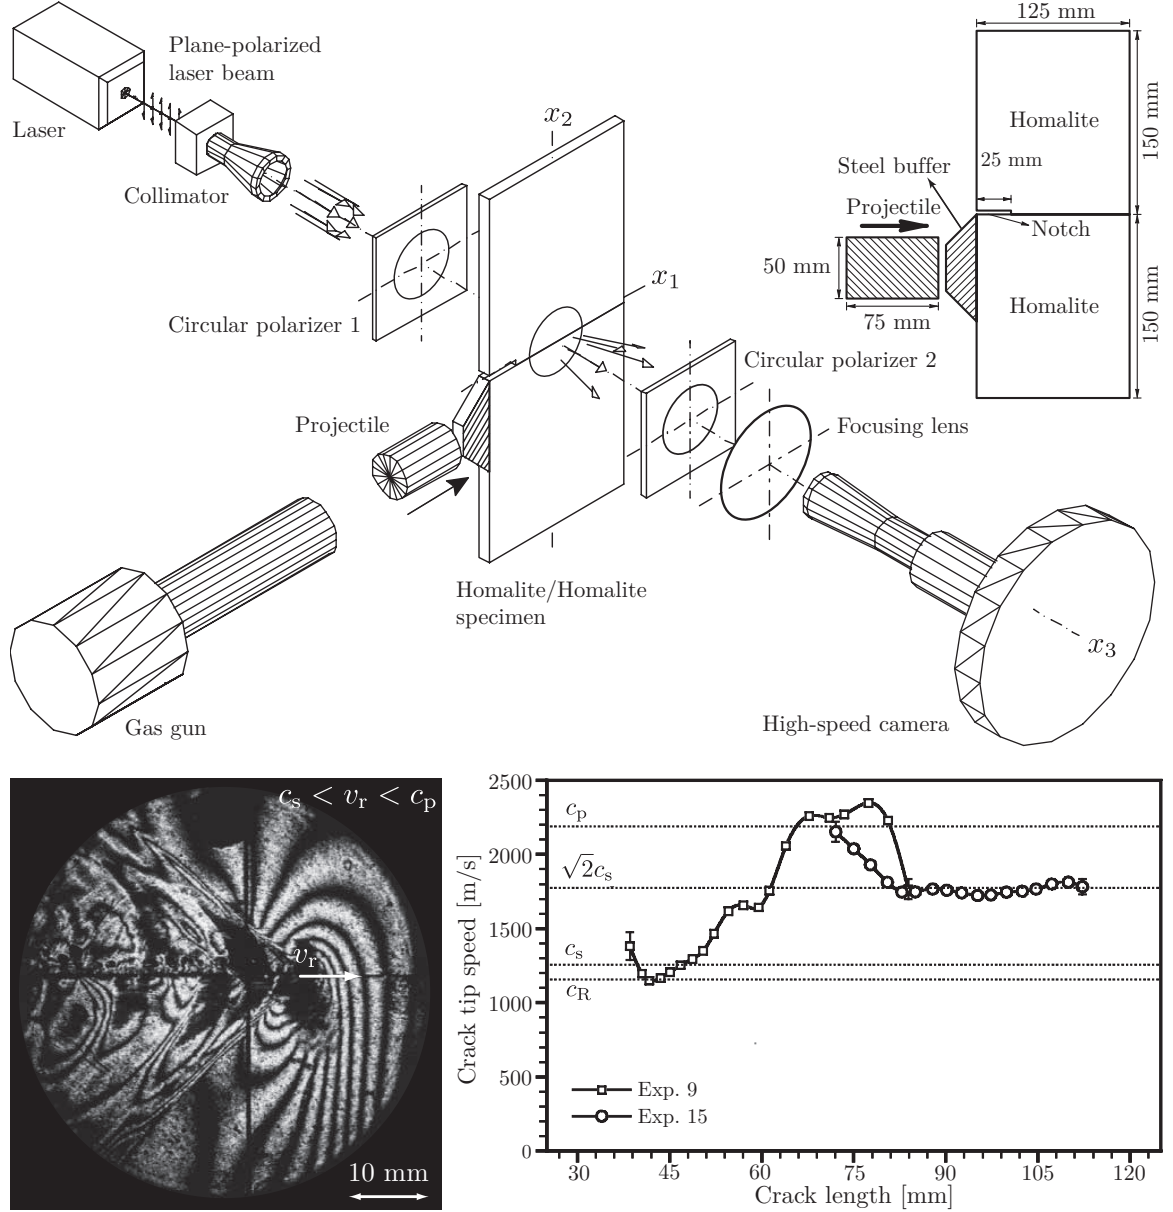 Plane-polarized
laser beam
Laser
Collimator
Circular polarizer 1
x₂
x₁
125 mm
Homalite
150 mm
25 mm
Steel buffer
Projectile
Notch
50 mm
75 mm
Homalite
150 mm
Circular polarizer 2
Projectile
Focusing lens
Homalite/Homalite
specimen
x₃
Gas gun
High-speed camera
cₛ < vᵣ < cₚ
vᵣ
10 mm
Crack tip speed [m/s]
2500
2000
1500
1000
500
0
cₚ
√2cₛ
cₛ
c_R
Exp. 9
Exp. 15
30 45 60 75 90 105 120
Crack length [mm]